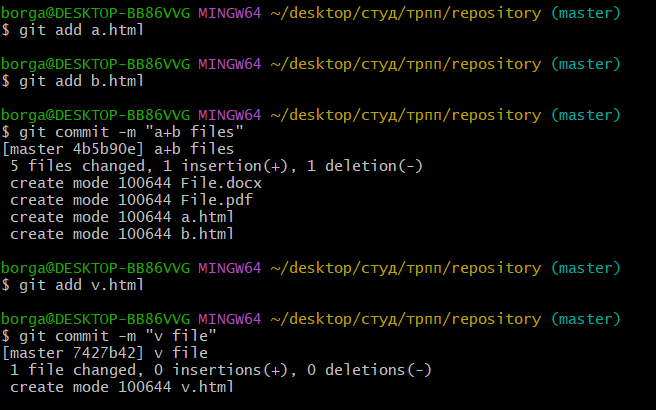 borga@DESKTOP-BB86VVG MINGW64 ~/desktop/студ/трпп/repository (master)
$ git add a.html
borga@DESKTOP-BB86VVG MINGW64 ~/desktop/студ/трпп/repository (master)
$ git add b.html
borga@DESKTOP-BB86VVG MINGW64 ~/desktop/студ/трпп/repository (master)
$ git commit -m "a+b files"
[master 4b5b90e] a+b files
 5 files changed, 1 insertion(+), 1 deletion(-)
 create mode 100644 File.docx
 create mode 100644 File.pdf
 create mode 100644 a.html
 create mode 100644 b.html
borga@DESKTOP-BB86VVG MINGW64 ~/desktop/студ/трпп/repository (master)
$ git add v.html
borga@DESKTOP-BB86VVG MINGW64 ~/desktop/студ/трпп/repository (master)
$ git commit -m "v file"
[master 7427b42] v file
 1 file changed, 0 insertions(+), 0 deletions(-)
 create mode 100644 v.html